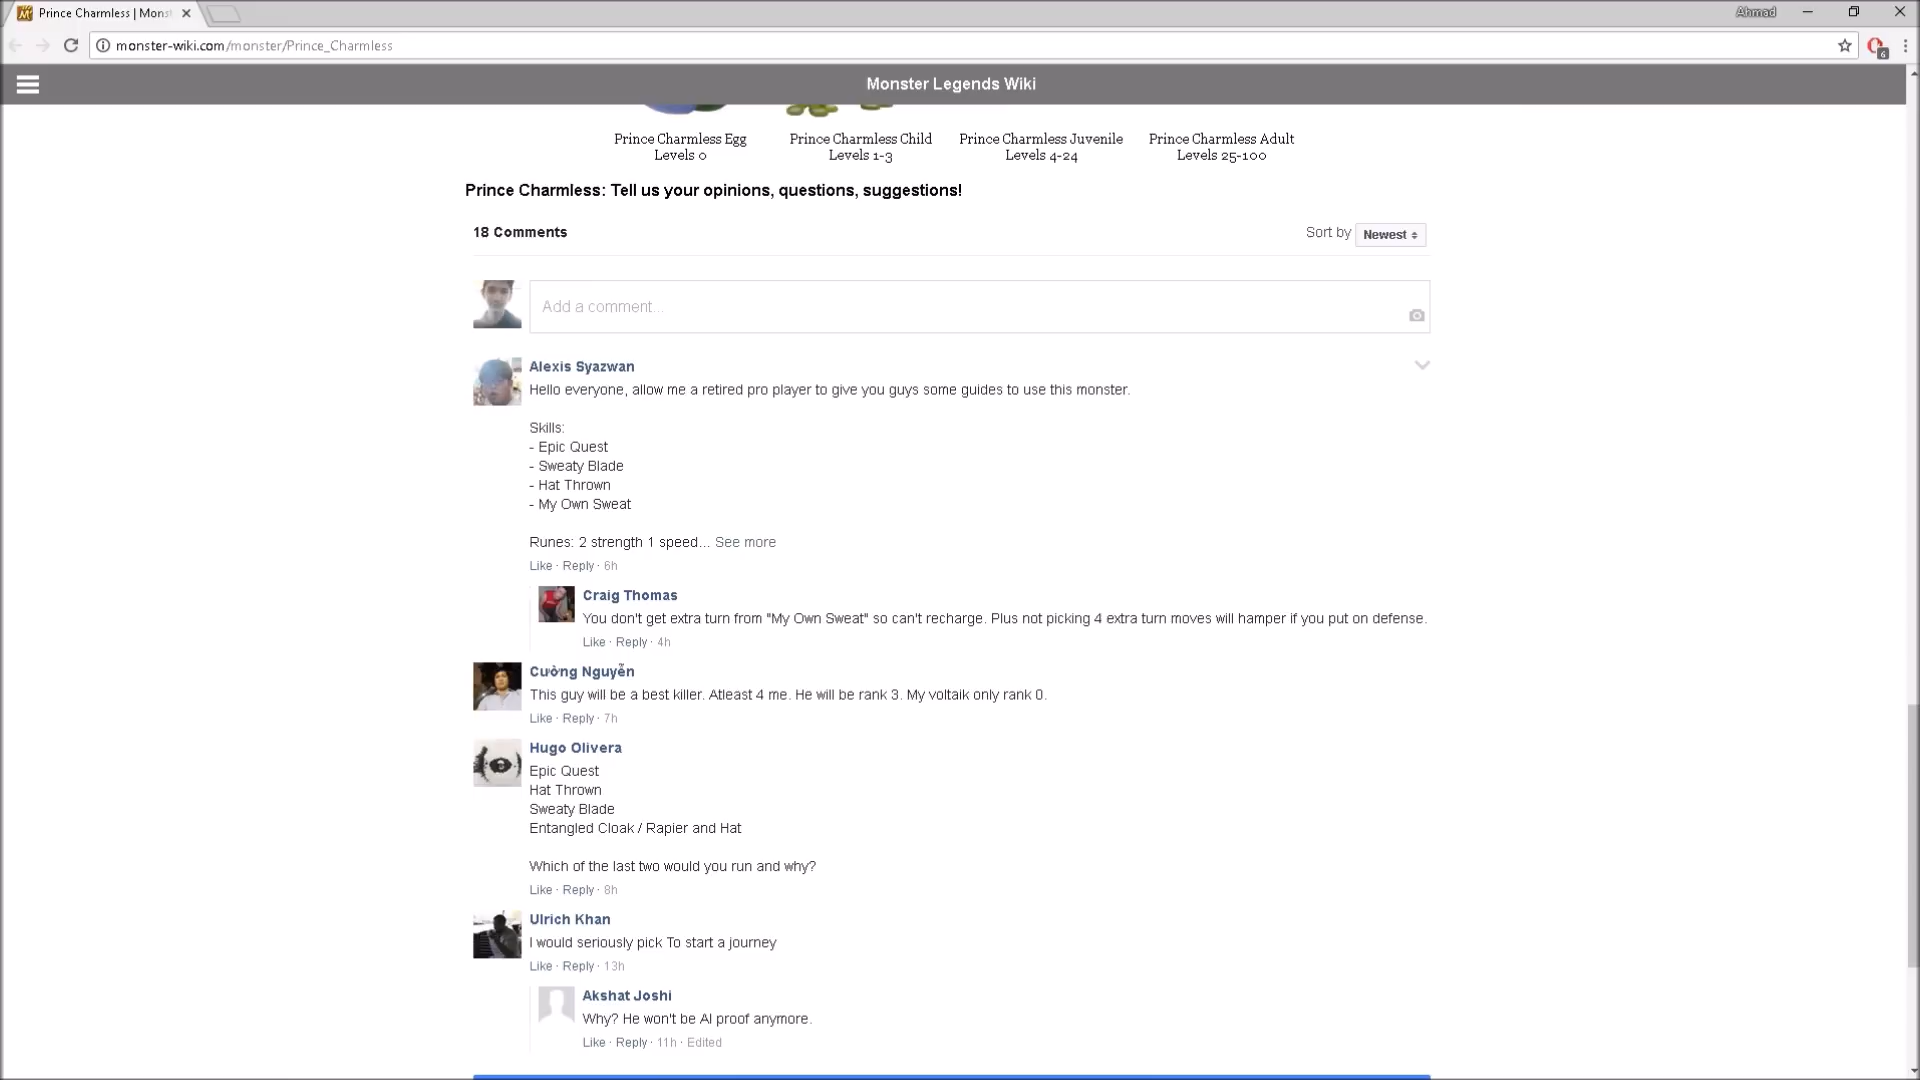 Prince Charmless | Mons
Ahmad
monster-wiki.com/monster/Prince_Charmless
6
Monster Legends Wiki
Prince Charmless Egg
Levels 0
Prince Charmless Child
Levels 1-3
Prince Charmless Juvenile
Levels 4-24
Prince Charmless Adult
Levels 25-100
Prince Charmless: Tell us your opinions, questions, suggestions!
18 Comments
Sort by Newest
Add a comment...
Alexis Syazwan
Hello everyone, allow me a retired pro player to give you guys some guides to use this monster.
Skills:
- Epic Quest
- Sweaty Blade
- Hat Thrown
- My Own Sweat
Runes: 2 strength 1 speed... See more
Like · Reply · 6h
Craig Thomas
You don't get extra turn from "My Own Sweat" so can't recharge. Plus not picking 4 extra turn moves will hamper if you put on defense.
Like · Reply · 4h
Cường Nguyễn
This guy will be a best killer. Atleast 4 me. He will be rank 3. My voltaik only rank 0.
Like · Reply · 7h
Hugo Olivera
Epic Quest
Hat Thrown
Sweaty Blade
Entangled Cloak / Rapier and Hat
Which of the last two would you run and why?
Like · Reply · 8h
Ulrich Khan
I would seriously pick To start a journey
Like · Reply · 13h
Akshat Joshi
Why? He won't be AI proof anymore.
Like · Reply · 11h · Edited